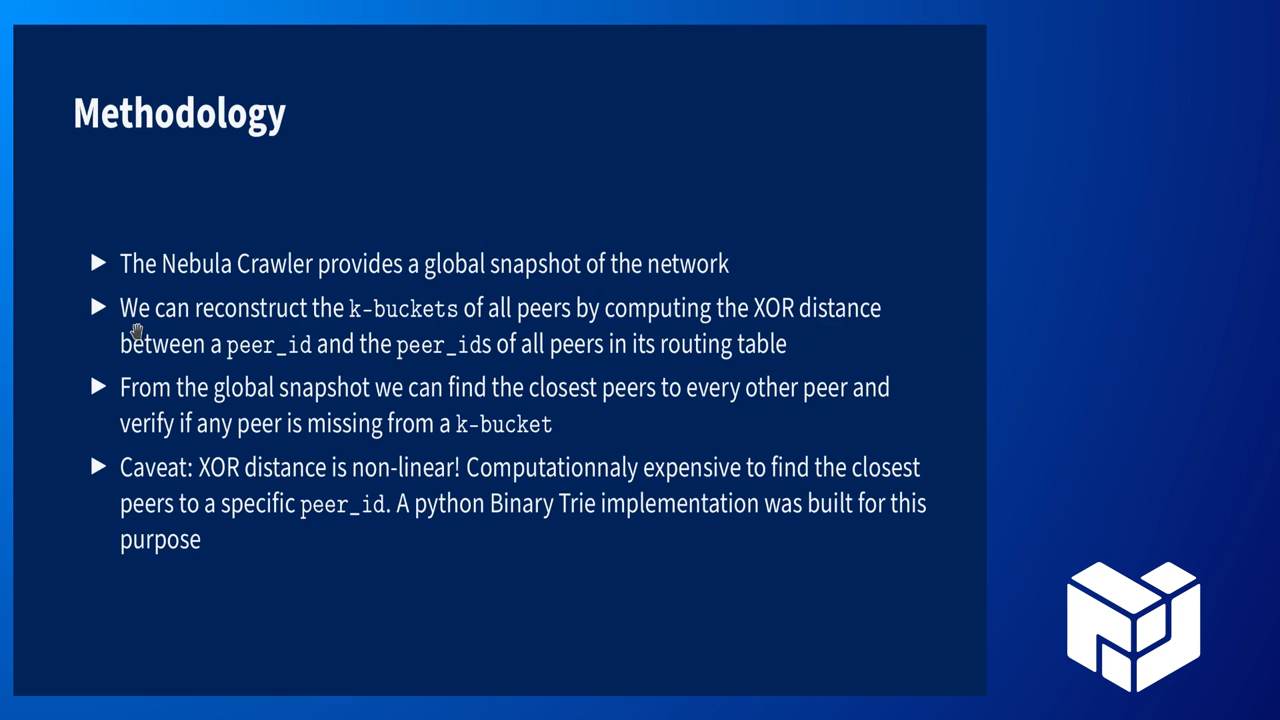 Methodology
▶ The Nebula Crawler provides a global snapshot of the network
▶ We can reconstruct the k-buckets of all peers by computing the XOR distance
between a peer_id and the peer_ids of all peers in its routing table
▶ From the global snapshot we can find the closest peers to every other peer and
verify if any peer is missing from a k-bucket
▶ Caveat: XOR distance is non-linear! Computationnaly expensive to find the closest
peers to a specific peer_id. A python Binary Trie implementation was built for this
purpose